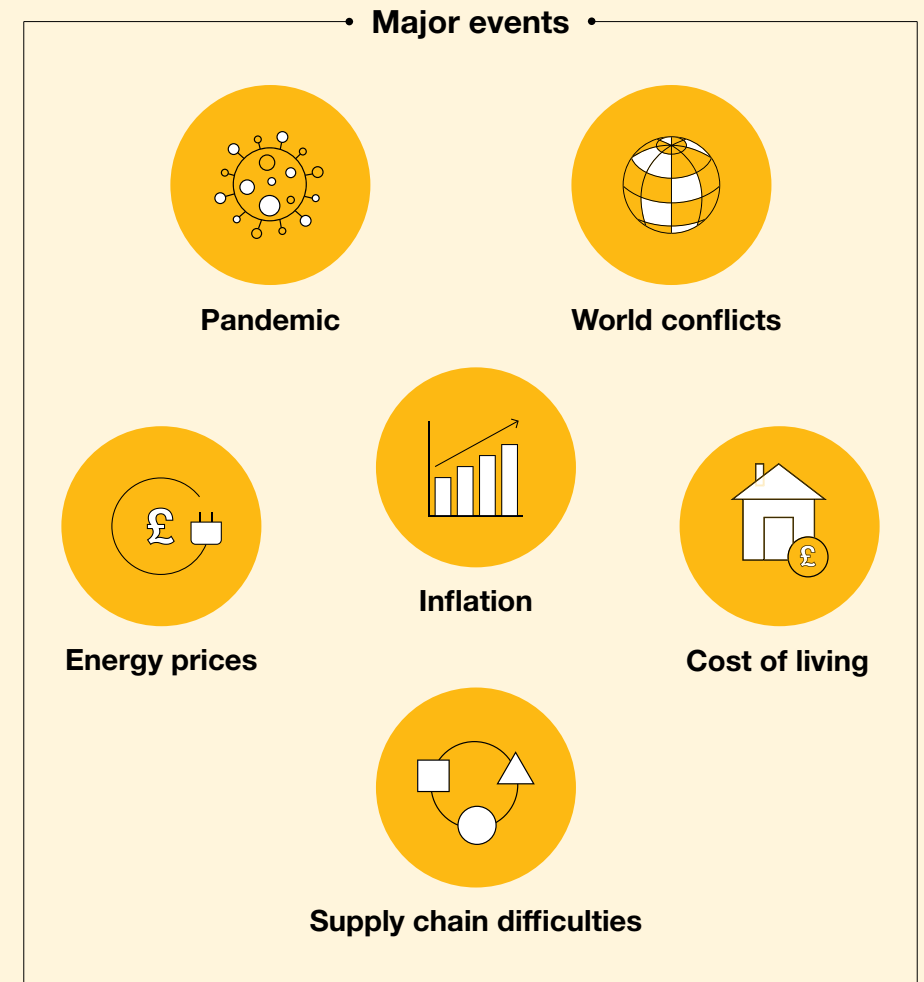 Major events
Pandemic
World conflicts
£
Inflation
£
Energy prices
Cost of living
Supply chain difficulties